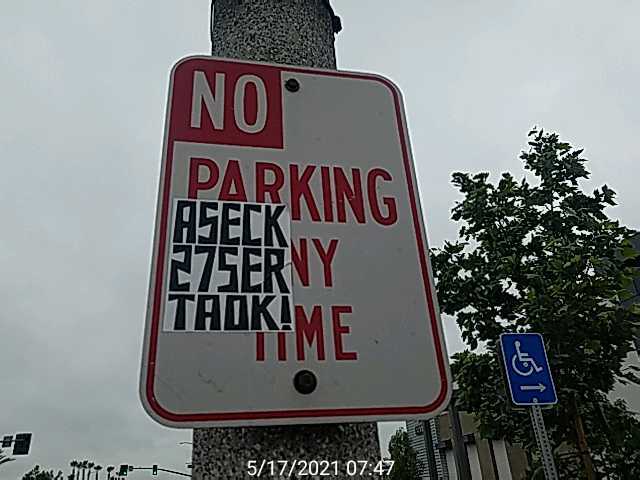 NO
PARKING
ASECK
27SER
TAOK!
NY
TIME
5/17/2021 07:47